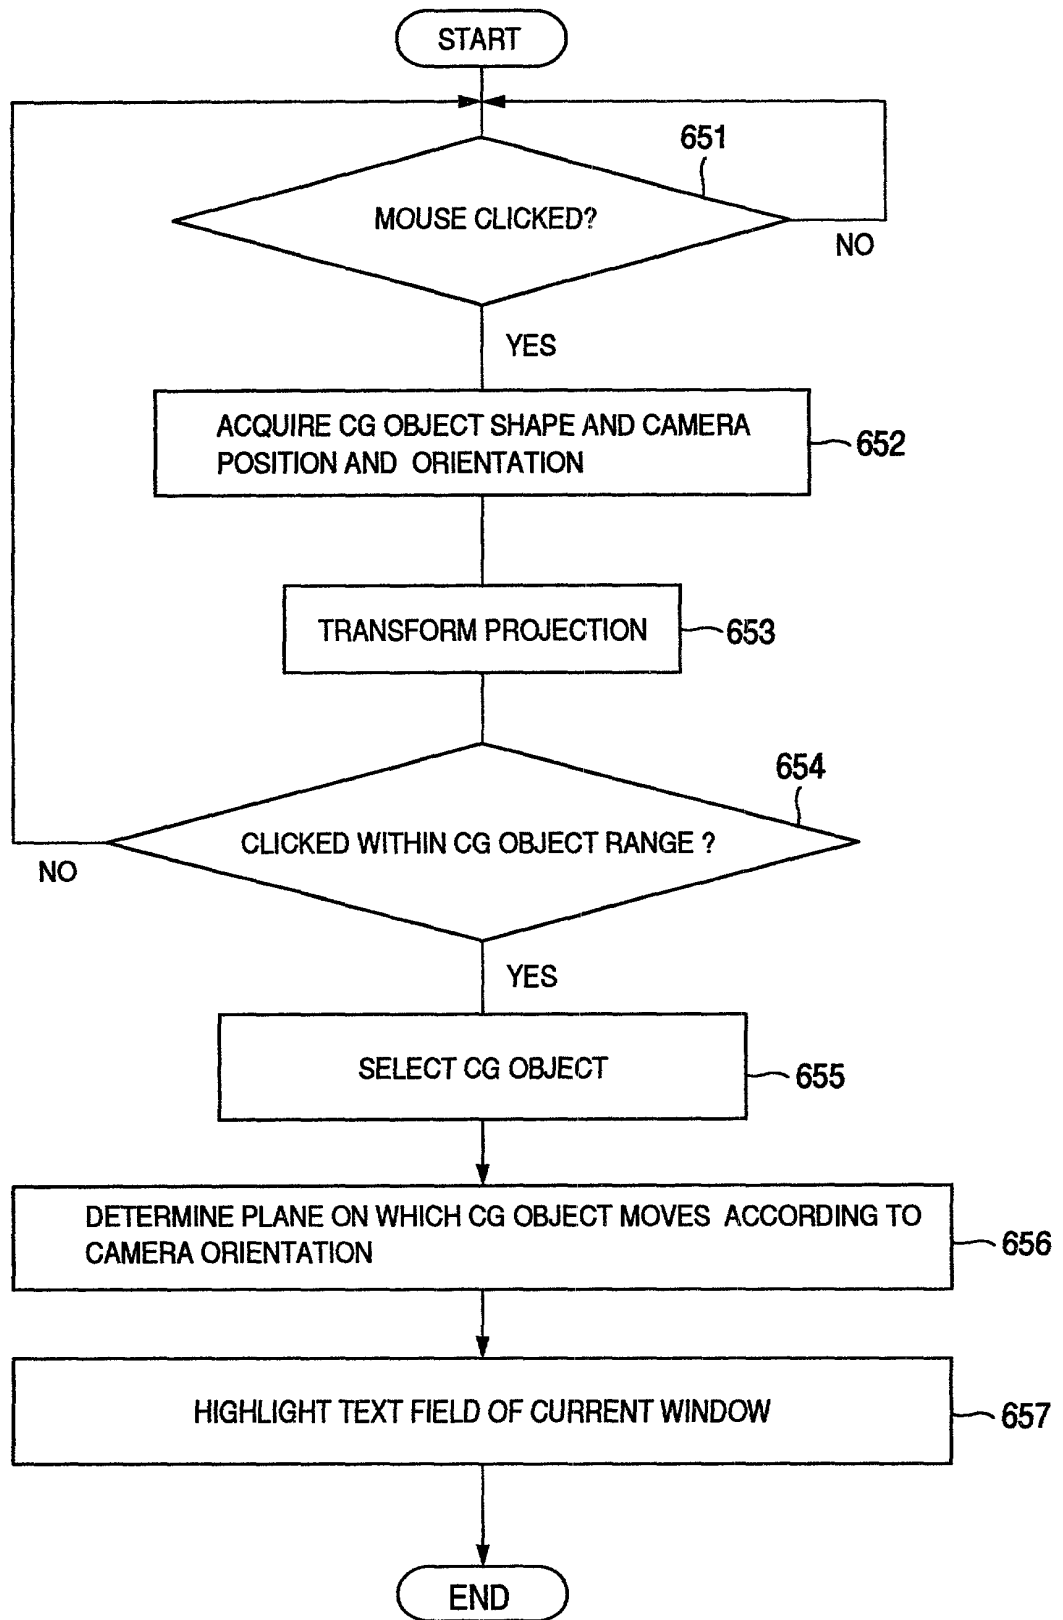 START
651
MOUSE CLICKED?
NO
YES
ACQUIRE CG OBJECT SHAPE AND CAMERA
POSITION AND ORIENTATION
652
TRANSFORM PROJECTION
653
654
CLICKED WITHIN CG OBJECT RANGE ?
NO
YES
SELECT CG OBJECT
655
DETERMINE PLANE ON WHICH CG OBJECT MOVES ACCORDING TO
CAMERA ORIENTATION
656
HIGHLIGHT TEXT FIELD OF CURRENT WINDOW
657
END